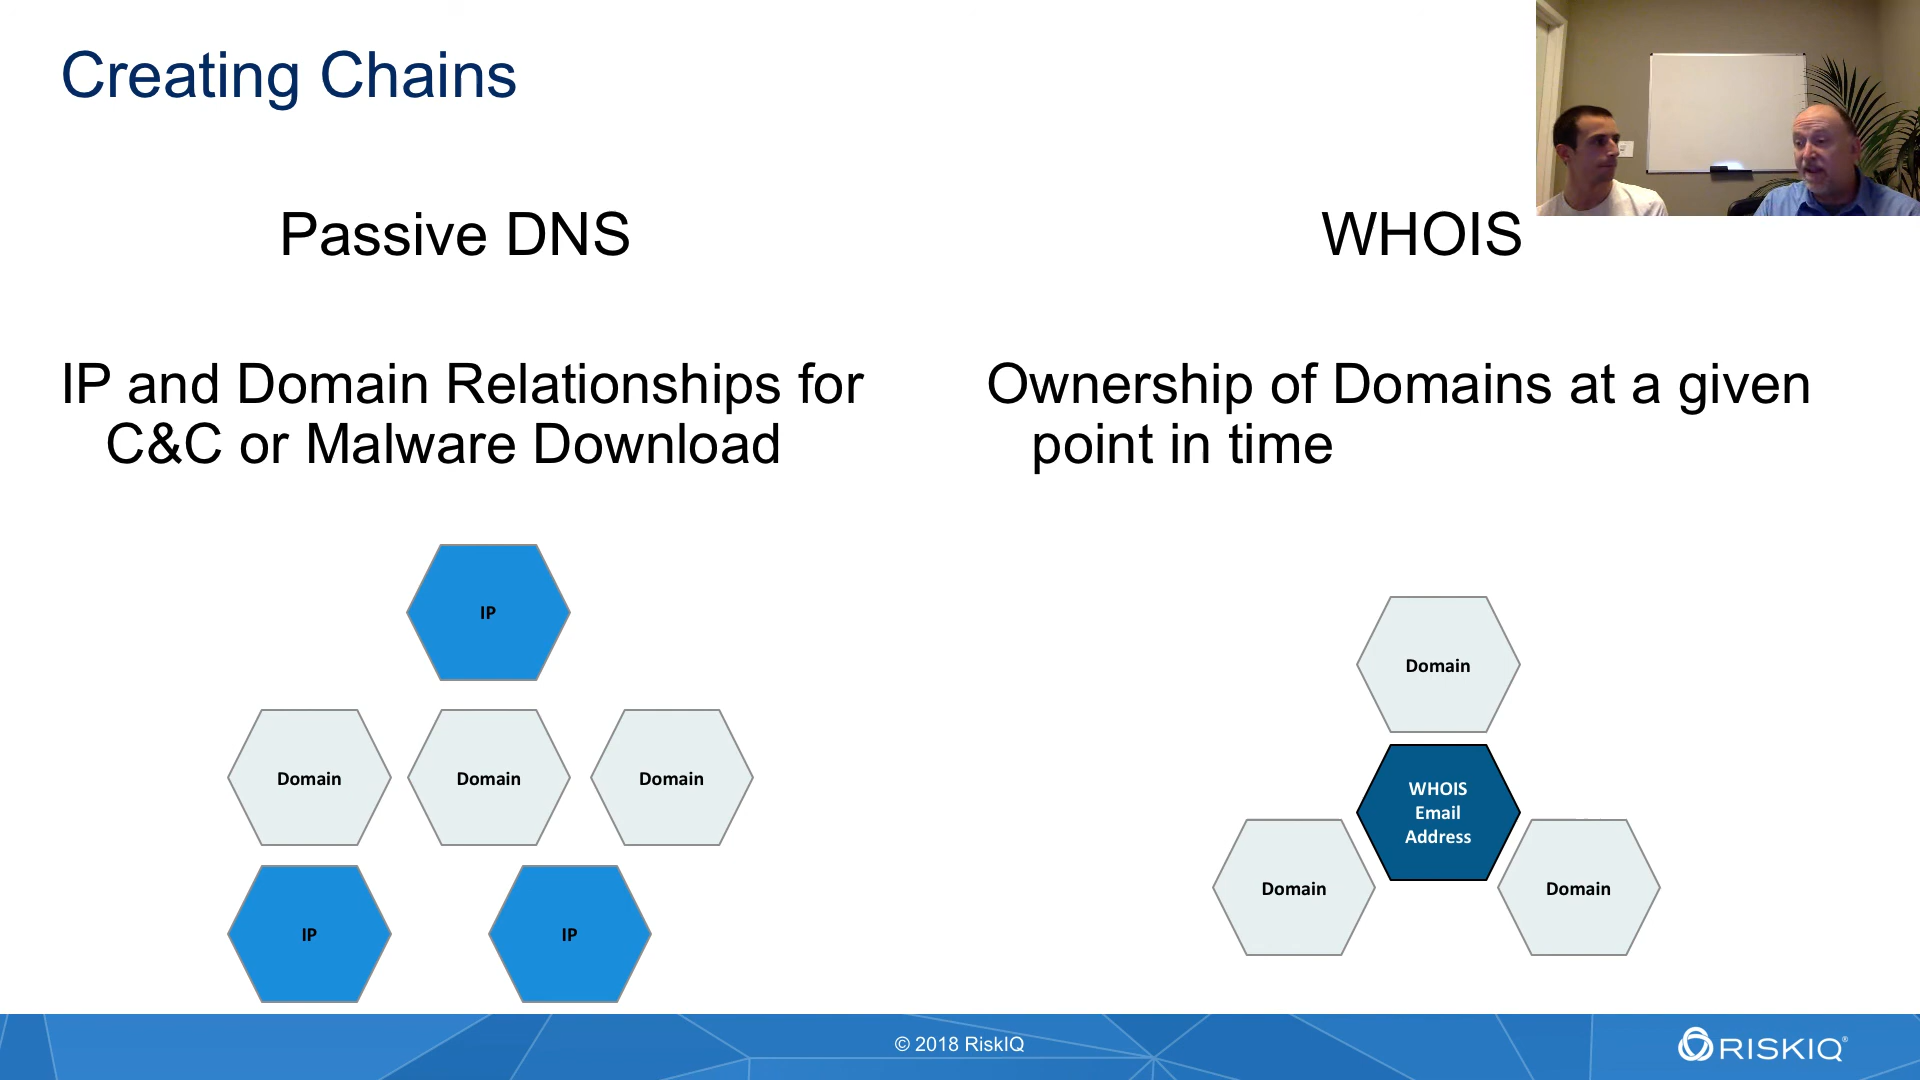 Creating Chains
Passive DNS
IP and Domain Relationships for
C&C or Malware Download
IP
Domain
Domain
Domain
IP
IP
WHOIS
Ownership of Domains at a given
point in time
Domain
WHOIS
Email
Address
Domain
Domain
© 2018 RiskIQ
RISKIQ®